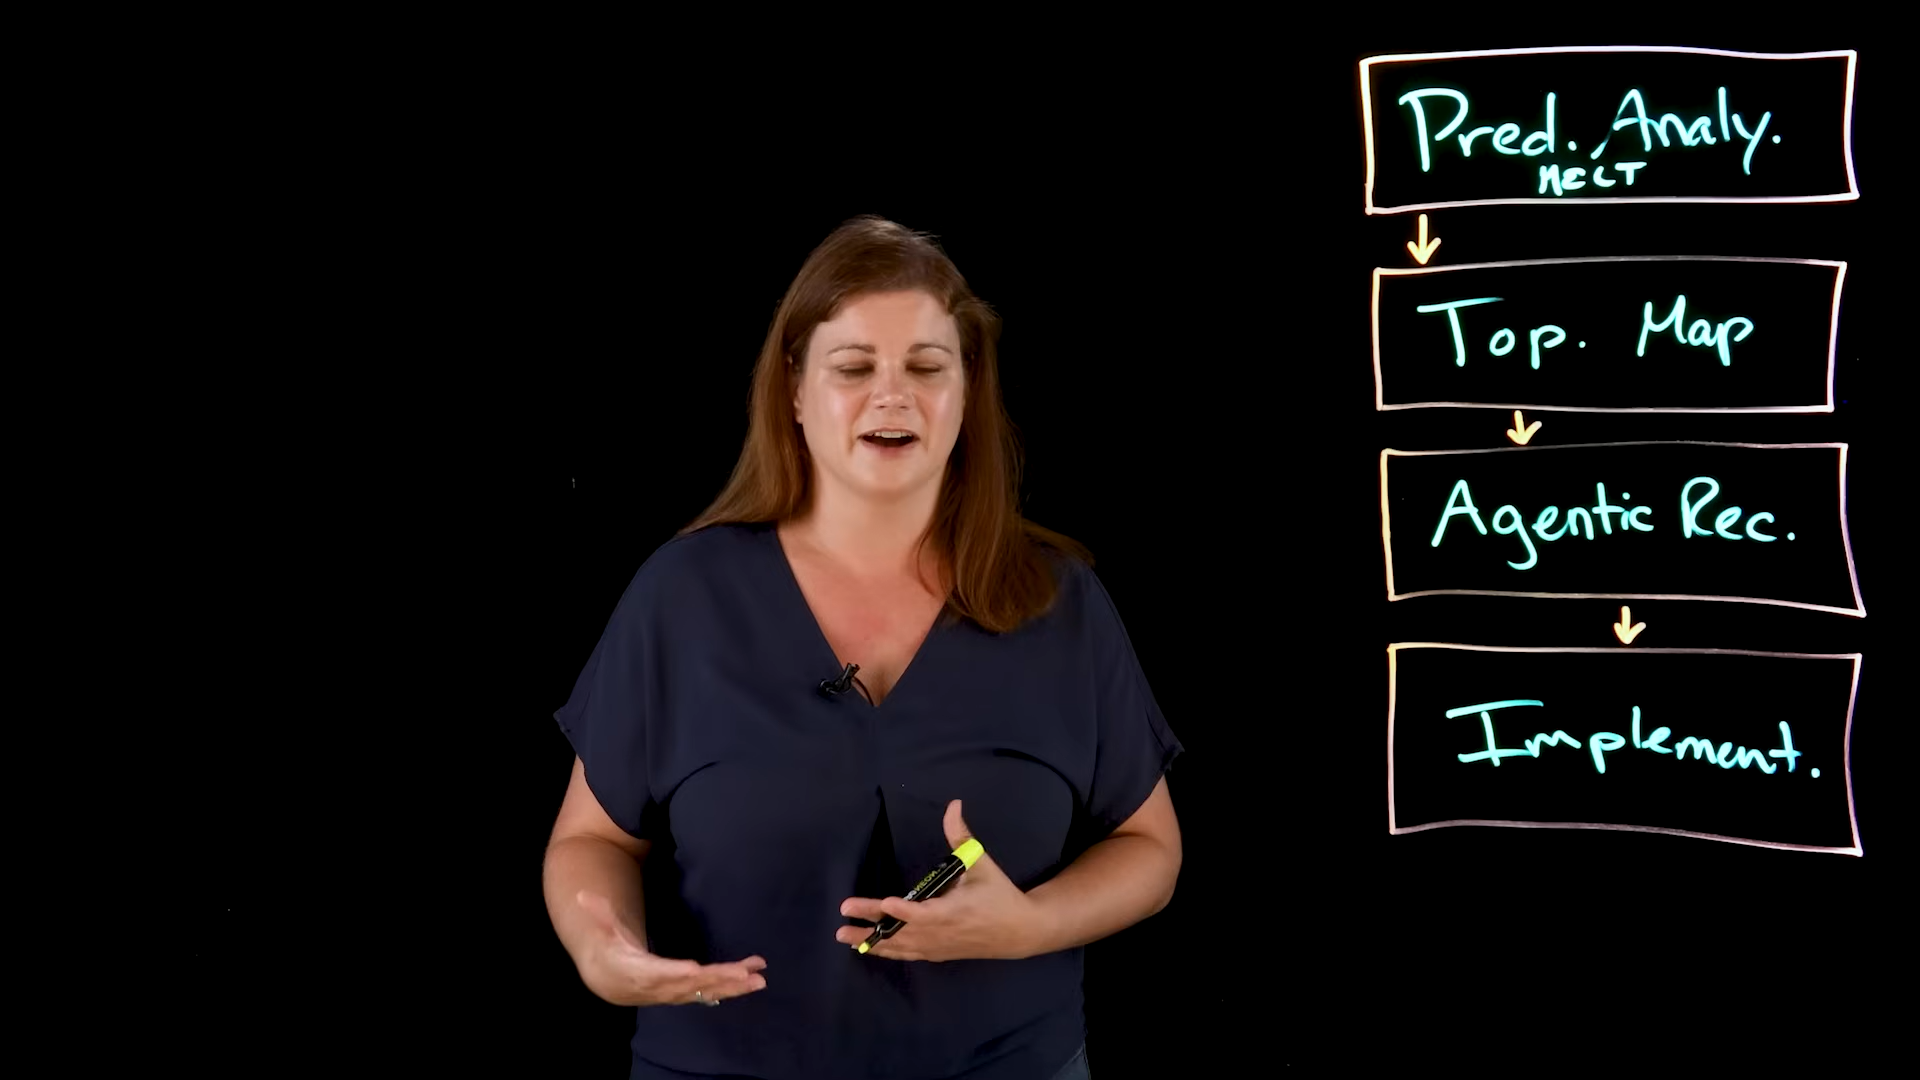 Pred. Analy.
MELT
Top. Map
Agentic Rec.
Implement.